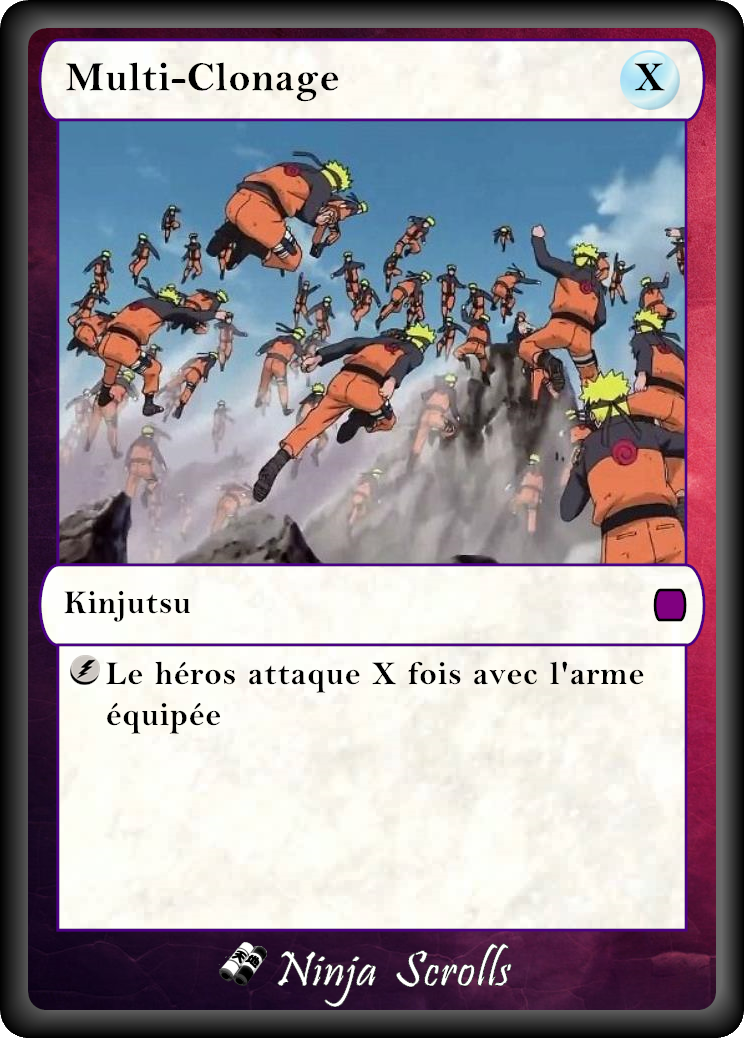 Multi-Clonage
X
Kinjutsu
Le héros attaque X fois avec l'arme
équipée
Ninja Scrolls